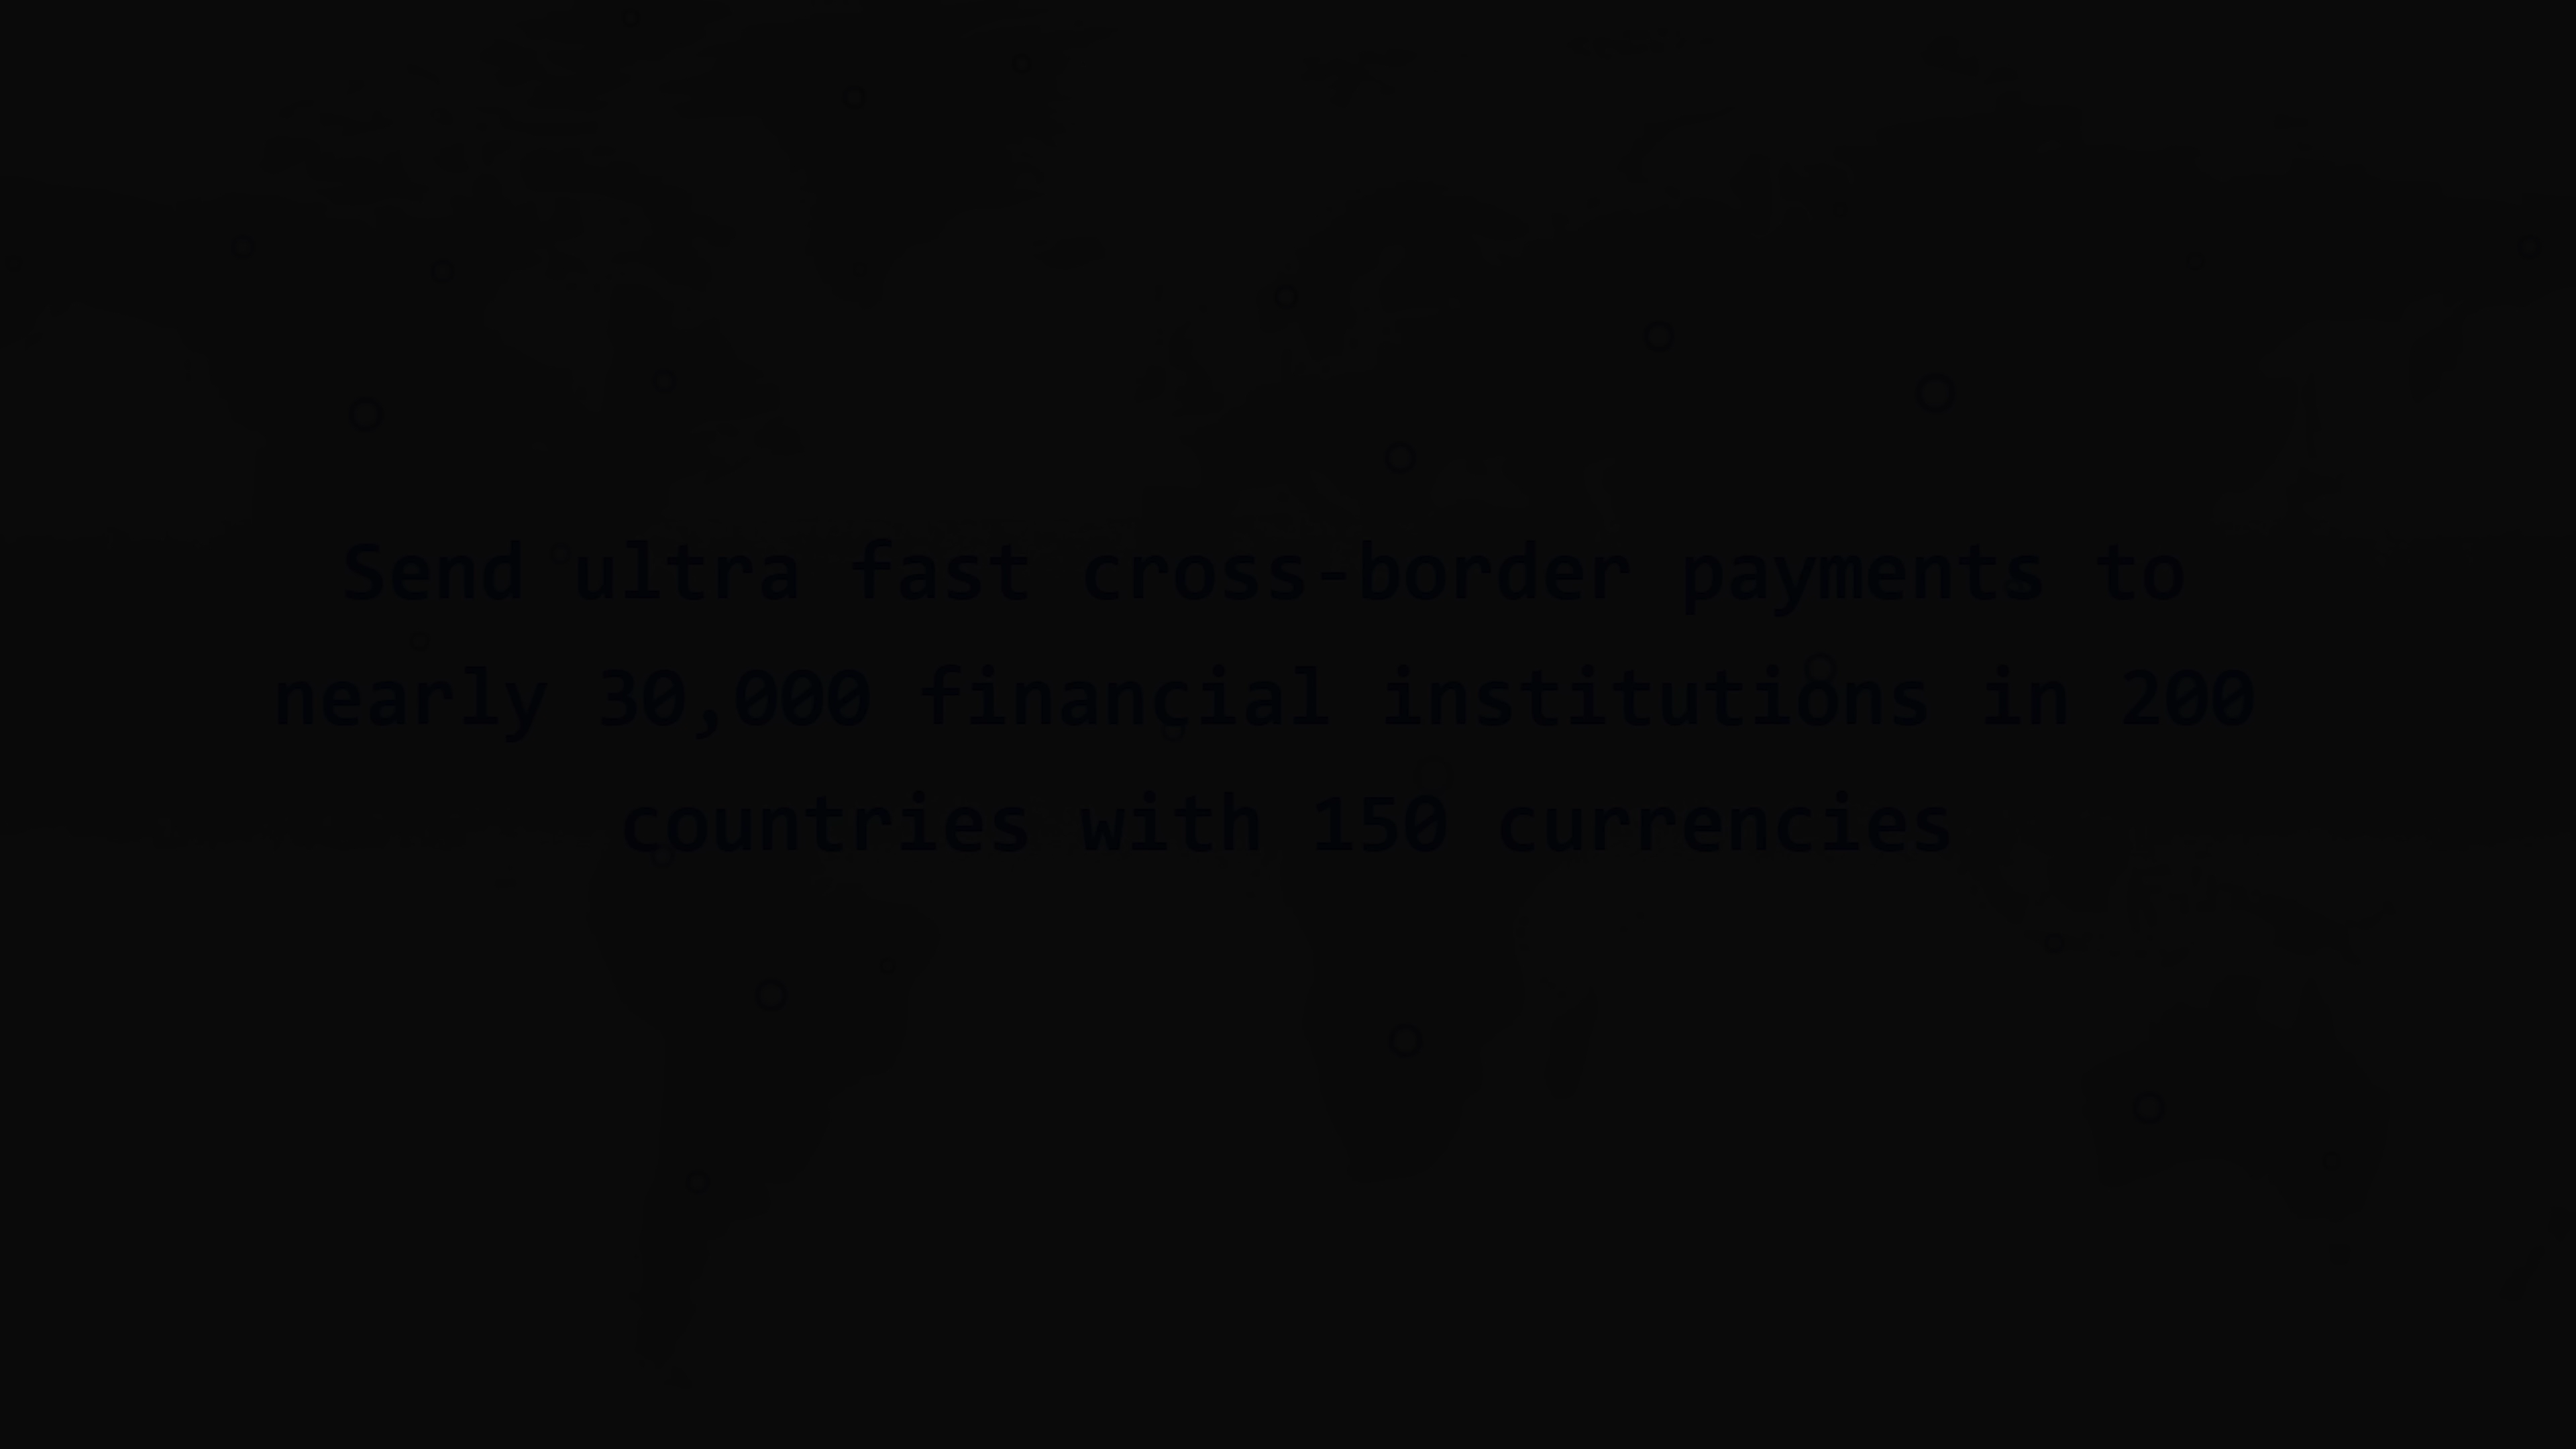 Send ultra fast cross-border payments to
nearly 30,000 financial institutions in 200
countries with 150 currencies